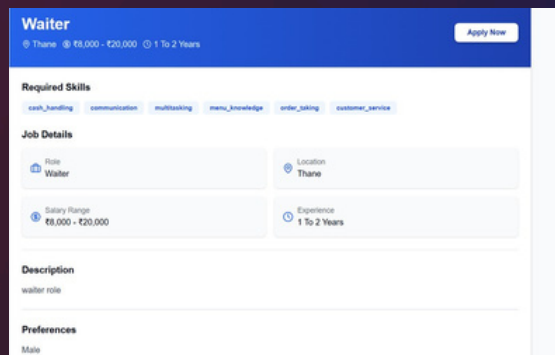 Waiter
Thane ₹8,000 - ₹20,000 1 To 2 Years
Apply Now
Required Skills
cash_handling communication multitasking menu_knowledge order_taking customer_service
Job Details
Role
Waiter
Location
Thane
Salary Range
₹8,000 - ₹20,000
Experience
1 To 2 Years
Description
waiter role
Preferences
Male